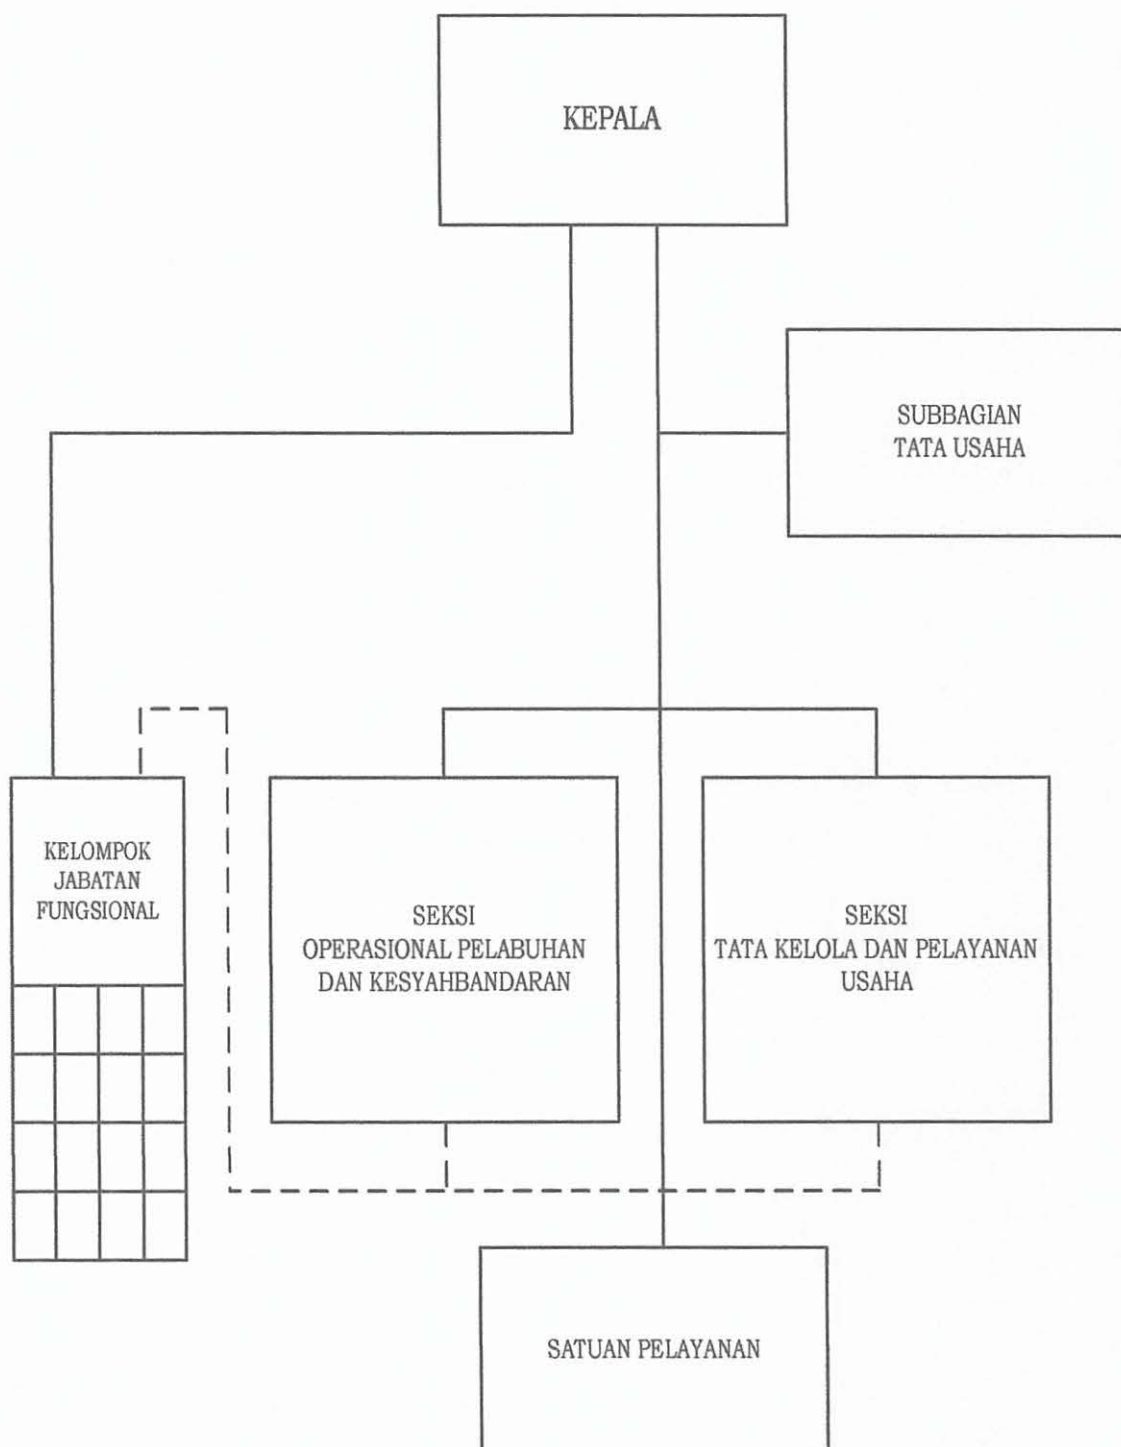 KEPALA
SUBBAGIAN
TATA USAHA
KELOMPOK
JABATAN
FUNGSIONAL
SEKSI
OPERASIONAL PELABUHAN
DAN KESYAHBANDARAN
SEKSI
TATA KELOLA DAN PELAYANAN
USAHA
SATUAN PELAYANAN